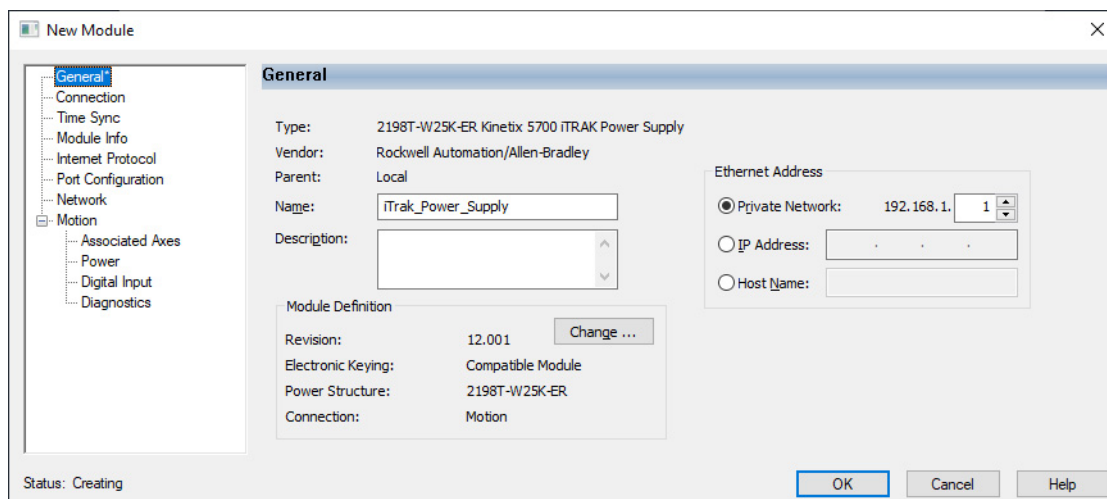 New Module
General*
Connection
Time Sync
Module Info
Internet Protocol
Port Configuration
Network
Motion
Associated Axes
Power
Digital Input
Diagnostics
General
Type: 2198T-W25K-ER Kinetix 5700 iTRAK Power Supply
Vendor: Rockwell Automation/Allen-Bradley
Parent: Local
Name: iTrak_Power_Supply
Description:
Module Definition
Revision: 12.001 Change ...
Electronic Keying: Compatible Module
Power Structure: 2198T-W25K-ER
Connection: Motion
Ethernet Address
Private Network: 192.168.1. 1
IP Address: . . .
Host Name:
Status: Creating
OK Cancel Help